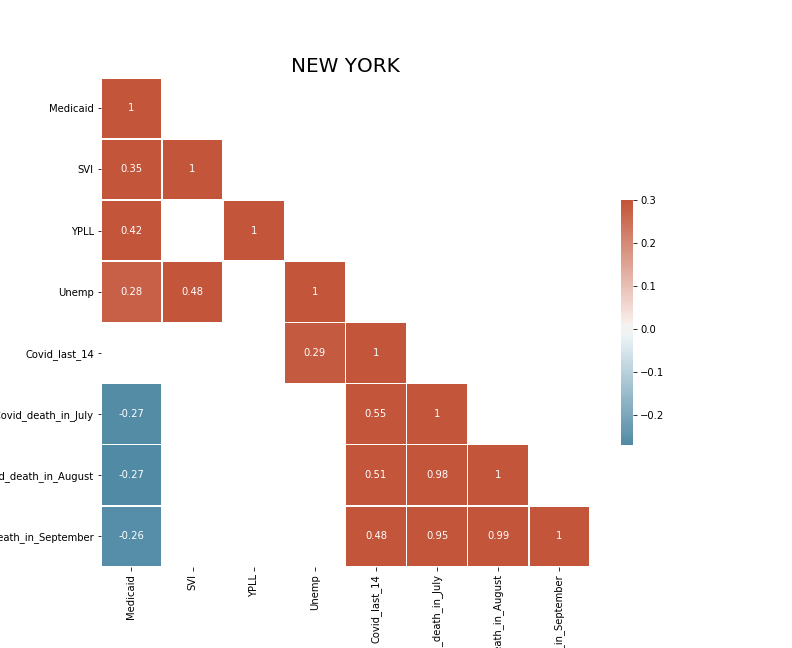 NEW YORK
Medicaid 1
SVI 0.35 1
YPLL 0.42 1
Unemp 0.28 0.48 1
Covid_last_14 0.29 1
ovid_death_in_July -0.27 0.55 1
d_death_in_August -0.27 0.51 0.98 1
eath_in_September -0.26 0.48 0.95 0.99 1
Medicaid
SVI
YPLL
Unemp
Covid_last_14
_death_in_July
ath_in_August
_in_September
0.3
0.2
0.1
0.0
−0.1
−0.2